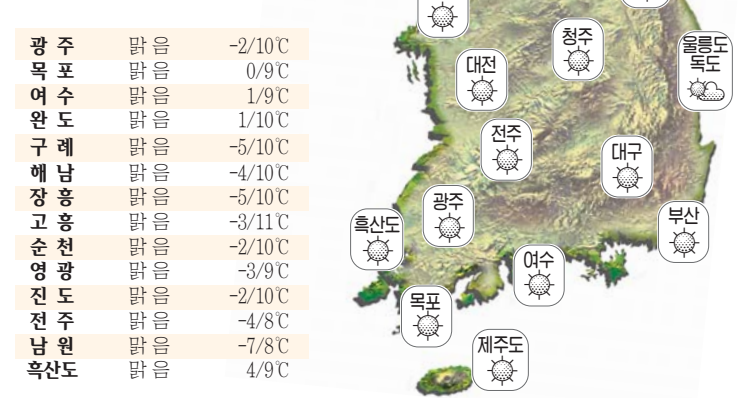 광 주 맑 음 -2/10℃
목 포 맑 음 0/9℃
여 수 맑 음 1/9℃
완 도 맑 음 1/10℃
구 례 맑 음 -5/10℃
해 남 맑 음 -4/10℃
장 흥 맑 음 -5/10℃
고 흥 맑 음 -3/11℃
순 천 맑 음 -2/10℃
영 광 맑 음 -3/9℃
진 도 맑 음 -2/10℃
전 주 맑 음 -4/8℃
남 원 맑 음 -7/8℃
흑산도 맑 음 4/9℃
청주
울릉도
독도
대전
전주
대구
광주
흑산도
부산
여수
목포
제주도